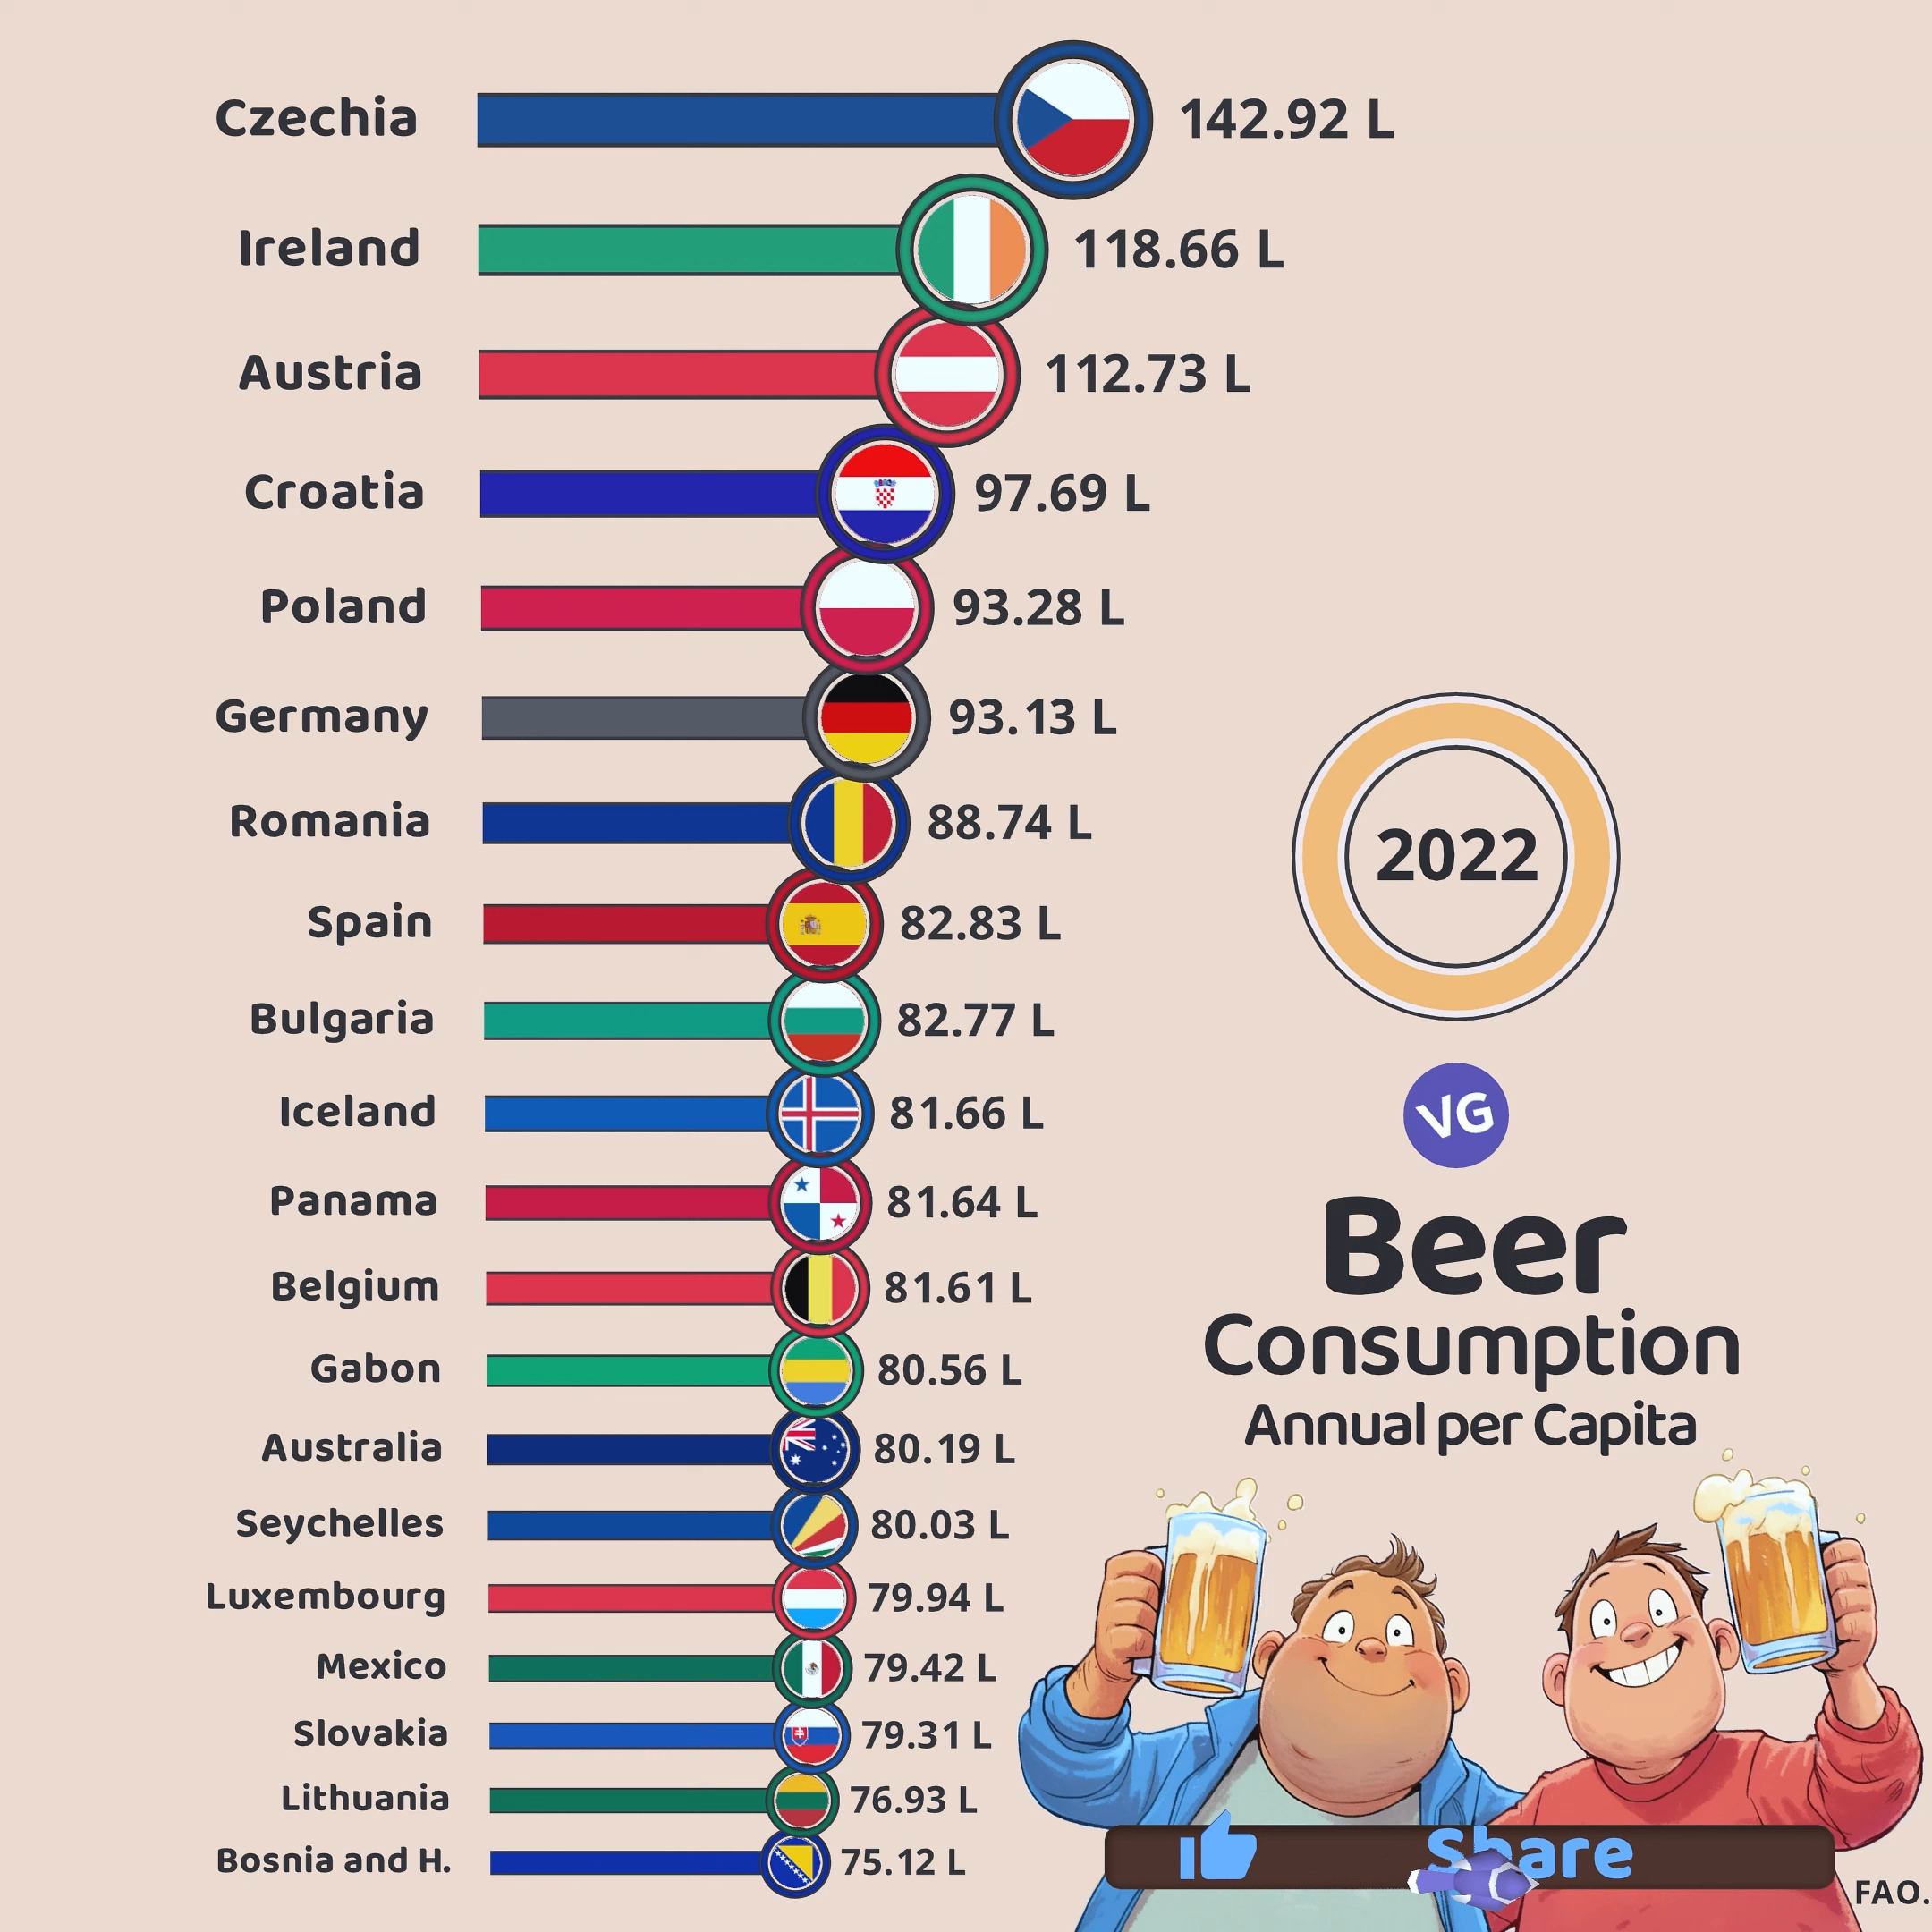 Czechia 142.92 L
Ireland 118.66 L
Austria 112.73 L
Croatia 97.69 L
Poland 93.28 L
Germany 93.13 L
Romania 88.74 L
Spain 82.83 L
Bulgaria 82.77 L
Iceland 81.66 L
Panama 81.64 L
Belgium 81.61 L
Gabon 80.56 L
Australia 80.19 L
Seychelles 80.03 L
Luxembourg 79.94 L
Mexico 79.42 L
Slovakia 79.31 L
Lithuania 76.93 L
Bosnia and H. 75.12 L
2022
VG
Beer
Consumption
Annual per Capita
Share
FAO.